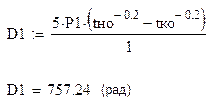 D1 := 5·P1·(tно^-0.2 - tко^-0.2) / 1
D1 = 757.24 (рад)